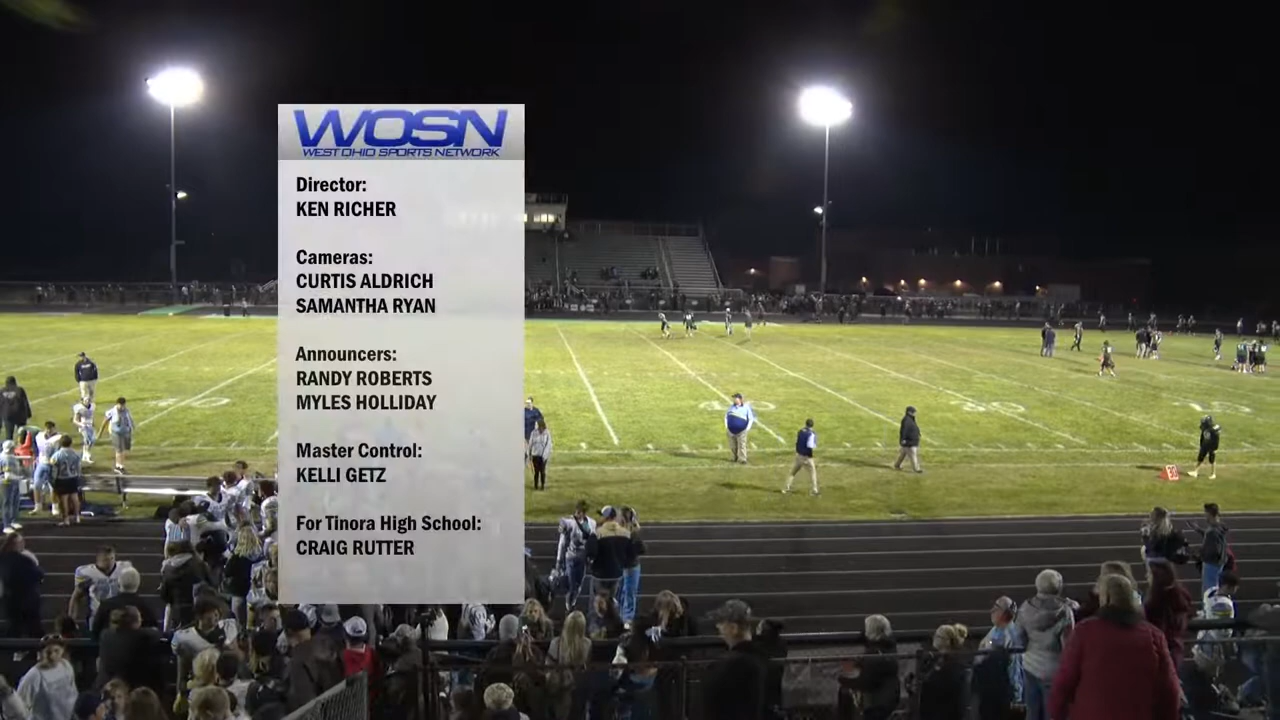 WOSN
WEST OHIO SPORTS NETWORK
Director:
KEN RICHER
Cameras:
CURTIS ALDRICH
SAMANTHA RYAN
Announcers:
RANDY ROBERTS
MYLES HOLLIDAY
Master Control:
KELLI GETZ
For Tinora High School:
CRAIG RUTTER
30